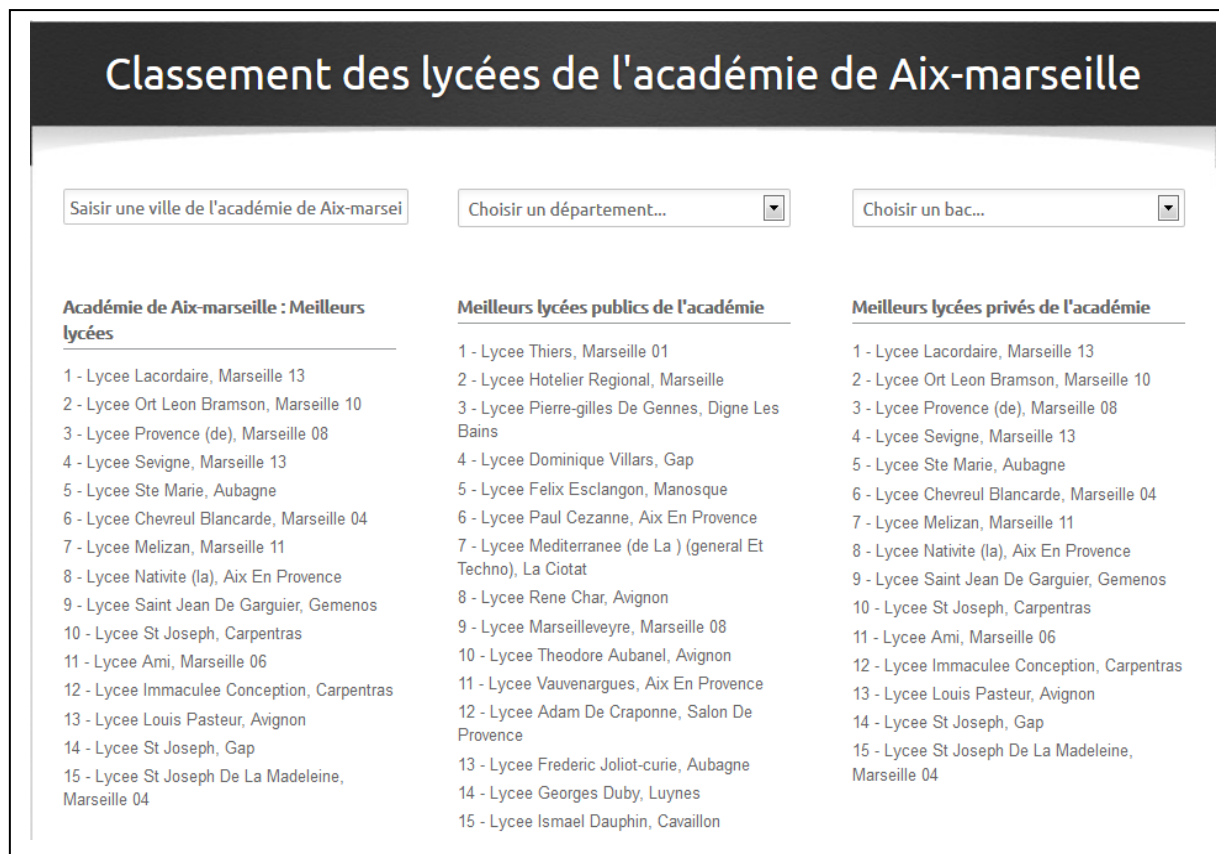 Classement des lycées de l'académie de Aix-marseille
Saisir une ville de l'académie de Aix-marsei
Choisir un département...
Choisir un bac...
Académie de Aix-marseille : Meilleurs
lycées
1 - Lycee Lacordaire, Marseille 13
2 - Lycee Ort Leon Bramson, Marseille 10
3 - Lycee Provence (de), Marseille 08
4 - Lycee Sevigne, Marseille 13
5 - Lycee Ste Marie, Aubagne
6 - Lycee Chevreul Blancarde, Marseille 04
7 - Lycee Melizan, Marseille 11
8 - Lycee Nativite (la), Aix En Provence
9 - Lycee Saint Jean De Garguier, Gemenos
10 - Lycee St Joseph, Carpentras
11 - Lycee Ami, Marseille 06
12 - Lycee Immaculee Conception, Carpentras
13 - Lycee Louis Pasteur, Avignon
14 - Lycee St Joseph, Gap
15 - Lycee St Joseph De La Madeleine,
Marseille 04
Meilleurs lycées publics de l'académie
1 - Lycee Thiers, Marseille 01
2 - Lycee Hotelier Regional, Marseille
3 - Lycee Pierre-gilles De Gennes, Digne Les
Bains
4 - Lycee Dominique Villars, Gap
5 - Lycee Felix Esclangon, Manosque
6 - Lycee Paul Cezanne, Aix En Provence
7 - Lycee Mediterranee (de La ) (general Et
Techno), La Ciotat
8 - Lycee Rene Char, Avignon
9 - Lycee Marseilleveyre, Marseille 08
10 - Lycee Theodore Aubanel, Avignon
11 - Lycee Vauvenargues, Aix En Provence
12 - Lycee Adam De Craponne, Salon De
Provence
13 - Lycee Frederic Joliot-curie, Aubagne
14 - Lycee Georges Duby, Luynes
15 - Lycee Ismael Dauphin, Cavaillon
Meilleurs lycées privés de l'académie
1 - Lycee Lacordaire, Marseille 13
2 - Lycee Ort Leon Bramson, Marseille 10
3 - Lycee Provence (de), Marseille 08
4 - Lycee Sevigne, Marseille 13
5 - Lycee Ste Marie, Aubagne
6 - Lycee Chevreul Blancarde, Marseille 04
7 - Lycee Melizan, Marseille 11
8 - Lycee Nativite (la), Aix En Provence
9 - Lycee Saint Jean De Garguier, Gemenos
10 - Lycee St Joseph, Carpentras
11 - Lycee Ami, Marseille 06
12 - Lycee Immaculee Conception, Carpentras
13 - Lycee Louis Pasteur, Avignon
14 - Lycee St Joseph, Gap
15 - Lycee St Joseph De La Madeleine,
Marseille 04